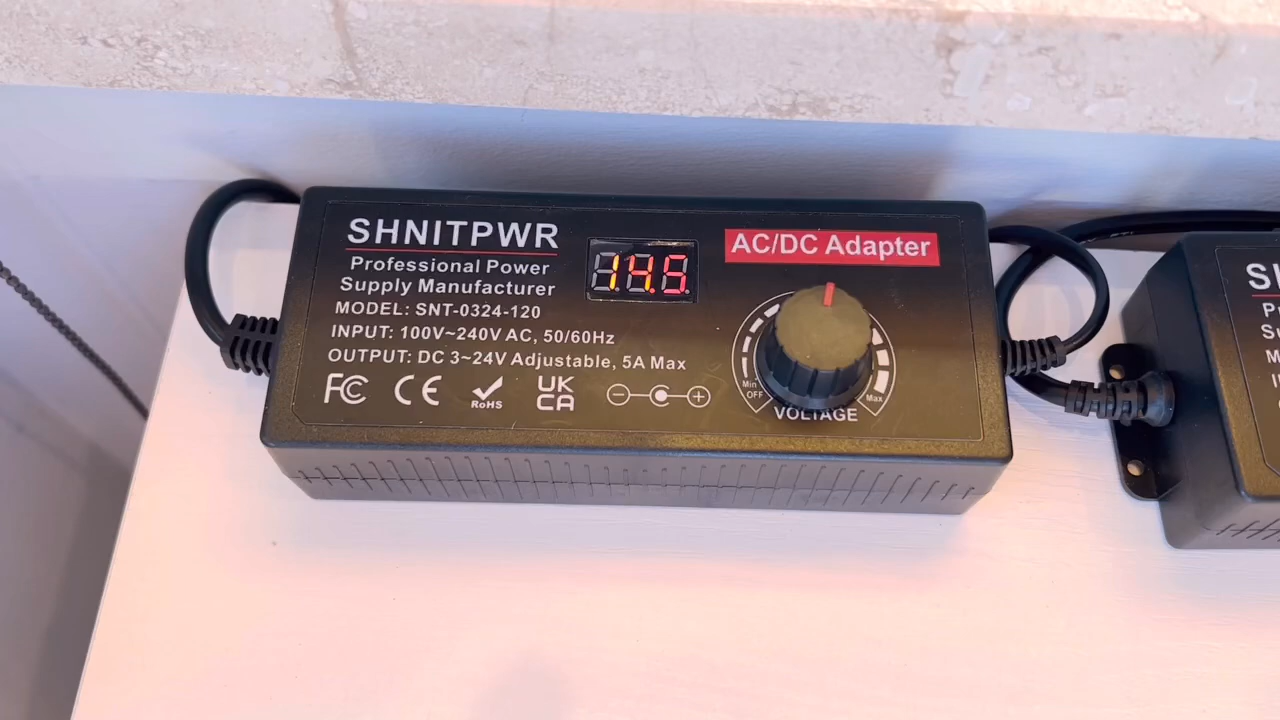 SHNITPWR
Professional Power
Supply Manufacturer
MODEL: SNT-0324-120
INPUT: 100V~240V AC, 50/60Hz
OUTPUT: DC 3~24V Adjustable, 5A Max
FC CE RoHS UK
CA
14.5
AC/DC Adapter
Min
OFF
Max
VOLTAGE